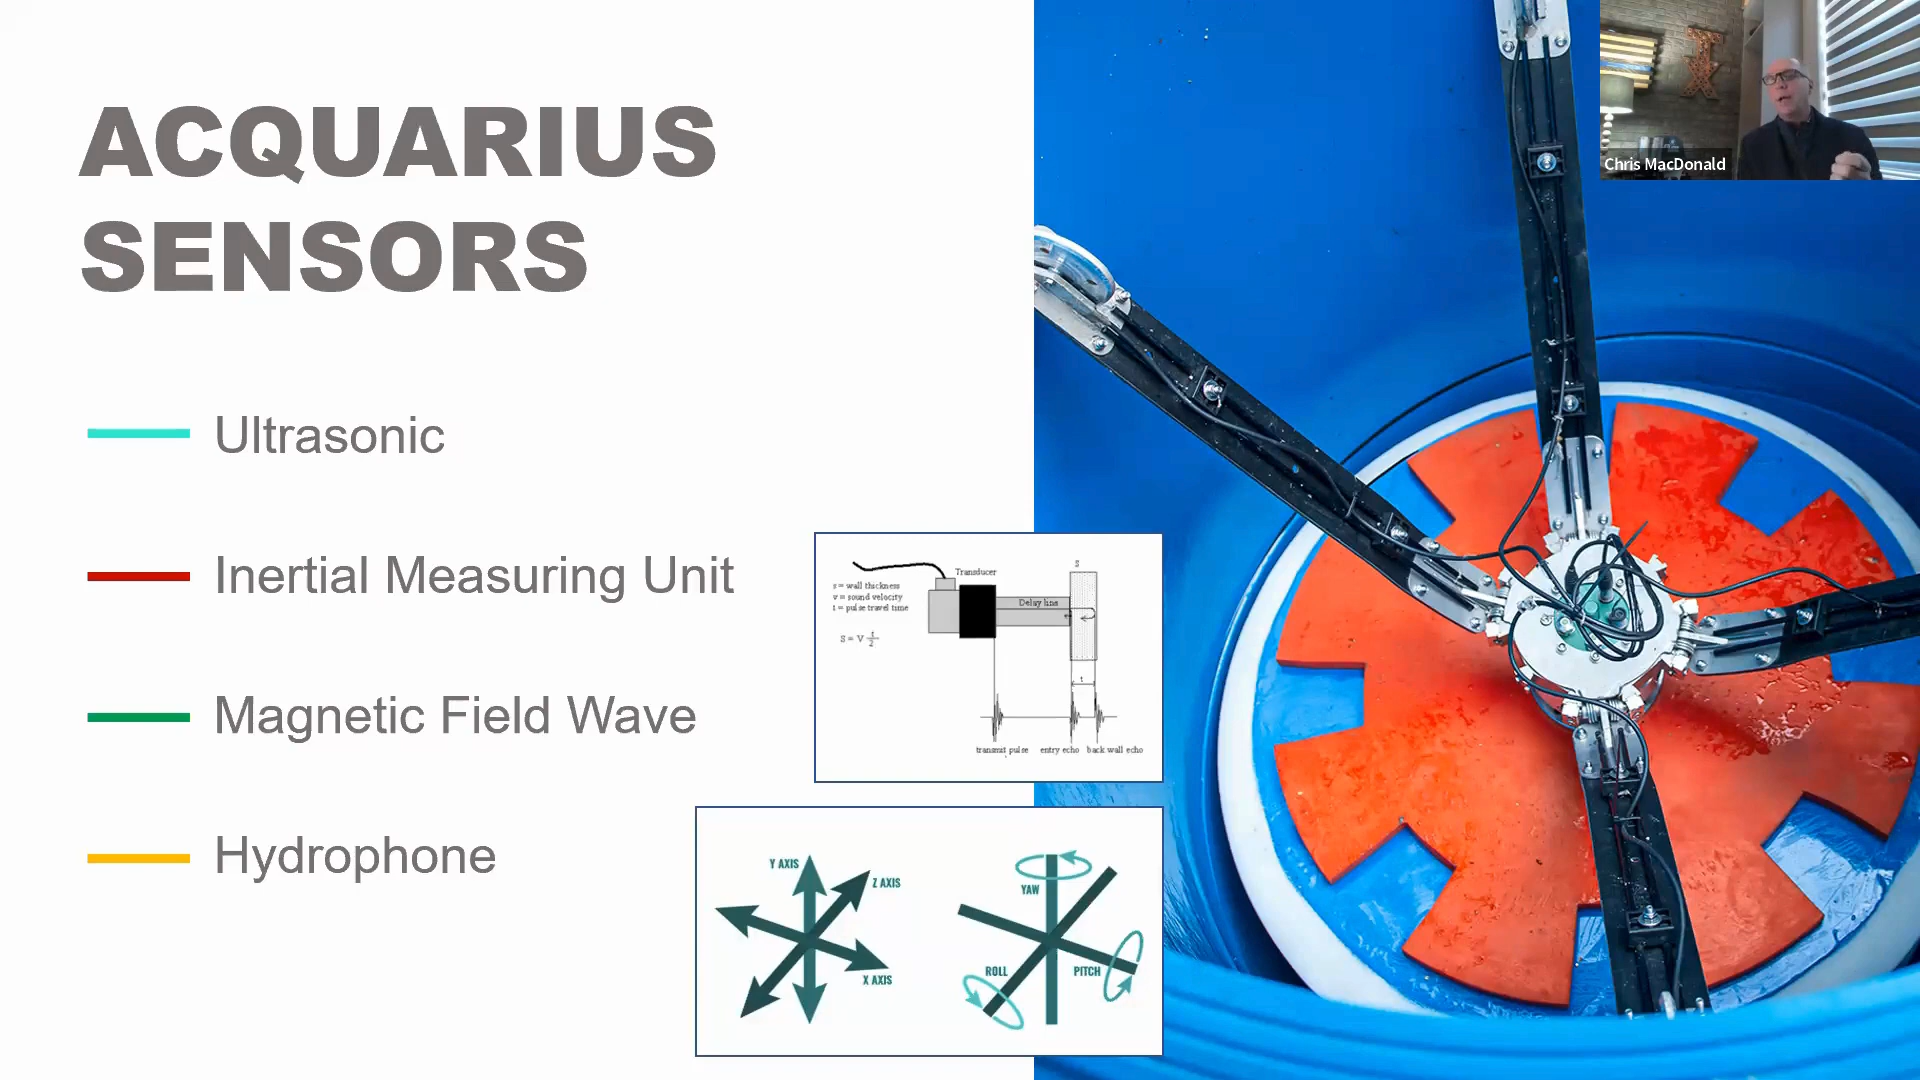 ACQUARIUS
SENSORS
Ultrasonic
Inertial Measuring Unit
Magnetic Field Wave
Hydrophone
s = wall thickness
v = sound velocity
t = pulse travel time
S = V t/2
Transducer
Delay line
S
t
transmit pulse entry echo back wall echo
Y AXIS
Z AXIS
X AXIS
YAW
ROLL
PITCH
Chris MacDonald